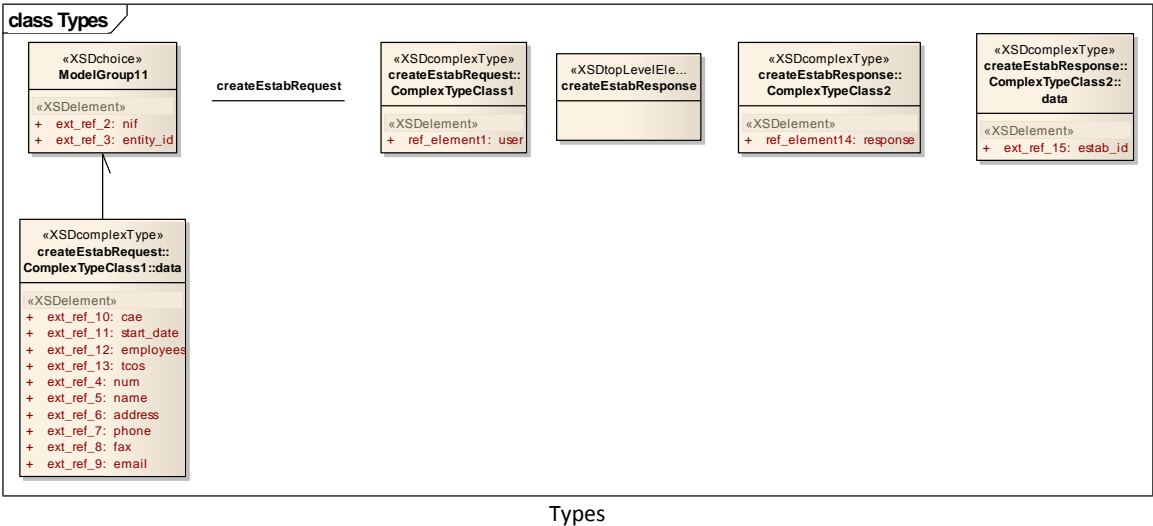 class Types
«XSDchoice»
ModelGroup11
«XSDelement»
+ ext_ref_2: nif
+ ext_ref_3: entity_id
createEstabRequest
«XSDcomplexType»
createEstabRequest::
ComplexTypeClass1
«XSDelement»
+ ref_element1: user
«XSDtopLevelEle...
createEstabResponse
«XSDcomplexType»
createEstabResponse::
ComplexTypeClass2
«XSDelement»
+ ref_element14: response
«XSDcomplexType»
createEstabResponse::
ComplexTypeClass2::
data
«XSDelement»
+ ext_ref_15: estab_id
«XSDcomplexType»
createEstabRequest::
ComplexTypeClass1::data
«XSDelement»
+ ext_ref_10: cae
+ ext_ref_11: start_date
+ ext_ref_12: employees
+ ext_ref_13: tcos
+ ext_ref_4: num
+ ext_ref_5: name
+ ext_ref_6: address
+ ext_ref_7: phone
+ ext_ref_8: fax
+ ext_ref_9: email
Types